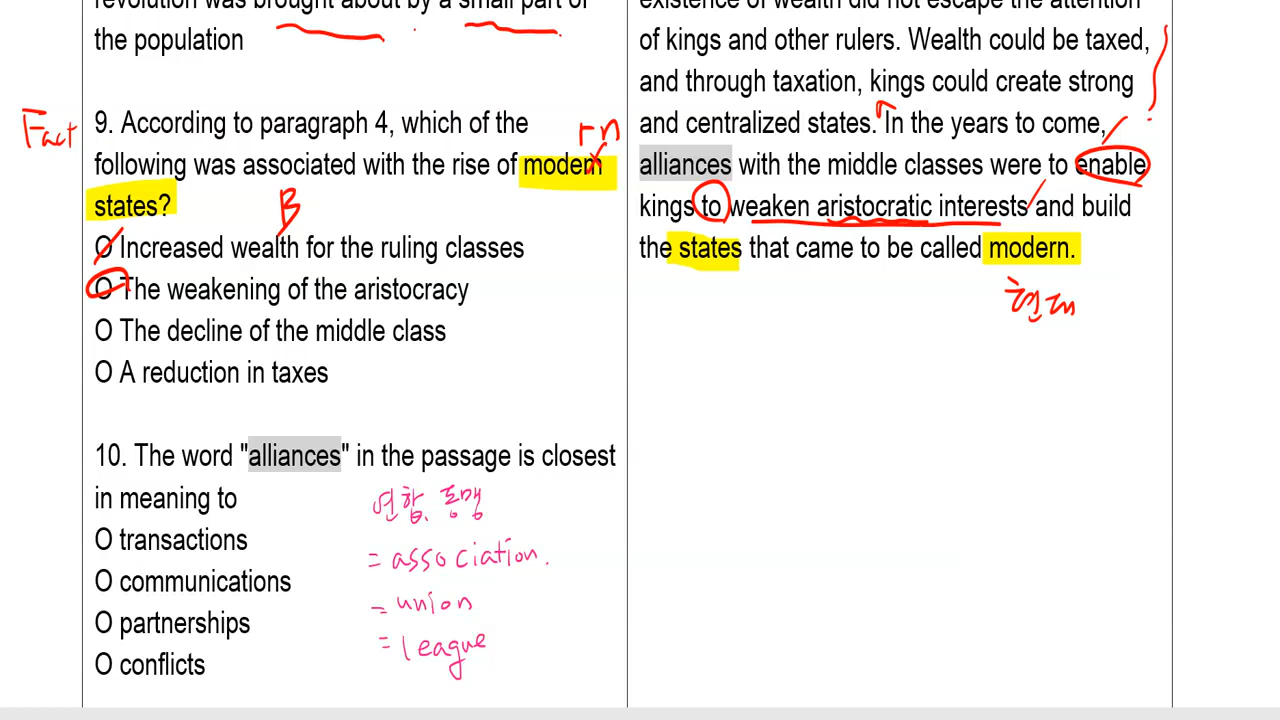 revolution was brought about by a small part of
the population
Fact
9. According to paragraph 4, which of the
rn
following was associated with the rise of modern
states?
B
O Increased wealth for the ruling classes
O The weakening of the aristocracy
O The decline of the middle class
O A reduction in taxes
10. The word "alliances" in the passage is closest
in meaning to
O transactions
O communications
O partnerships
O conflicts
연합, 동맹
= association.
= union
= league
existence of wealth did not escape the attention
of kings and other rulers. Wealth could be taxed,
and through taxation, kings could create strong
and centralized states. In the years to come,
alliances with the middle classes were to enable
kings to weaken aristocratic interests and build
the states that came to be called modern.
현대